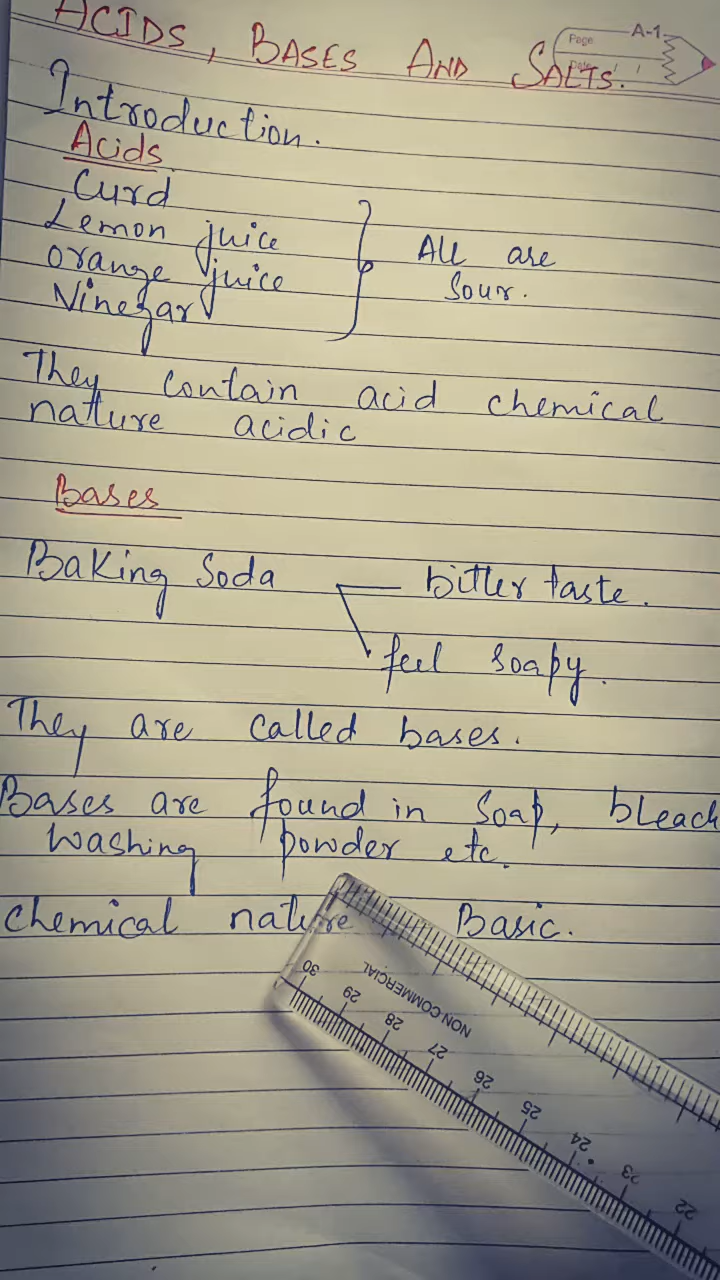 ACIDS, BASES AND SALTS.
Page
A-1
Date
Introduction.
Acids
Curd
Lemon juice
orange juice
Vinegar
All are
Sour.
They contain acid chemical
natture acidic
Bases
Baking Soda
bitter taste.
feel soapy.
They are called bases.
Bases are found in Soap, bleach
Washing powder etc.
chemical nature Basic.
NON COMMERCIAL
30 29 28 27 26 25 24 23 22